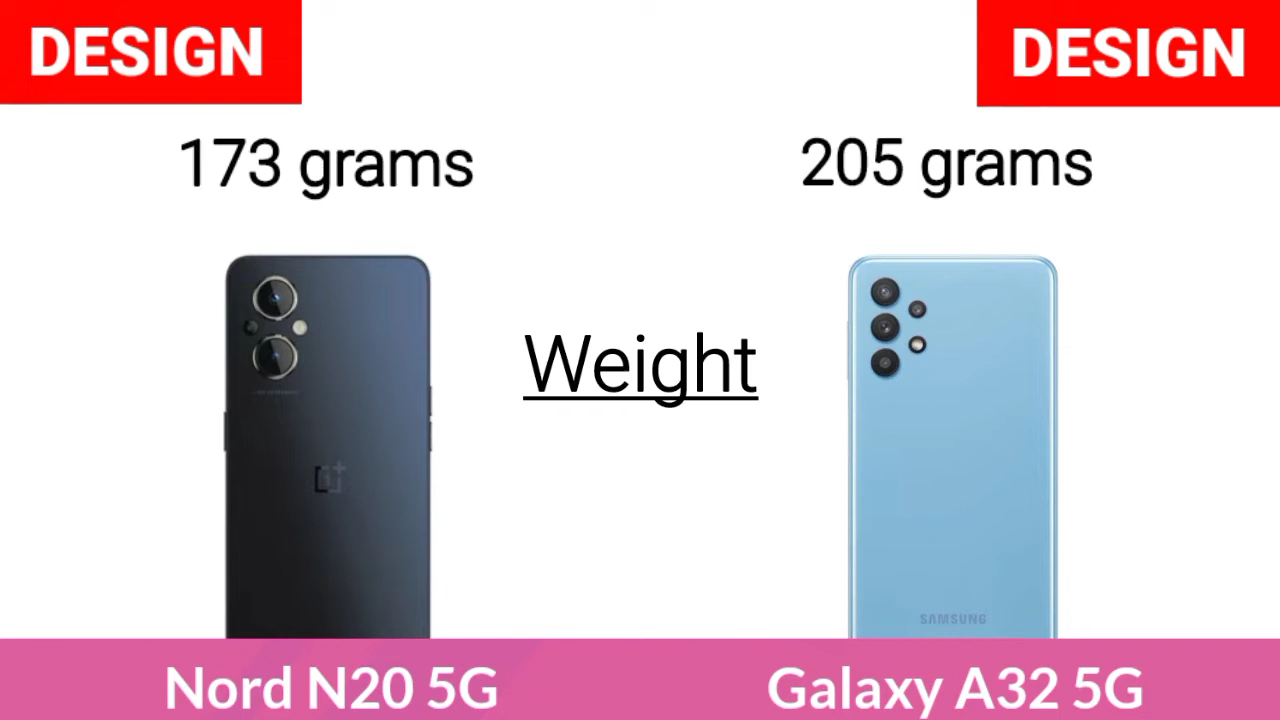 DESIGN
DESIGN
173 grams
205 grams
Weight
SAMSUNG
Nord N20 5G
Galaxy A32 5G